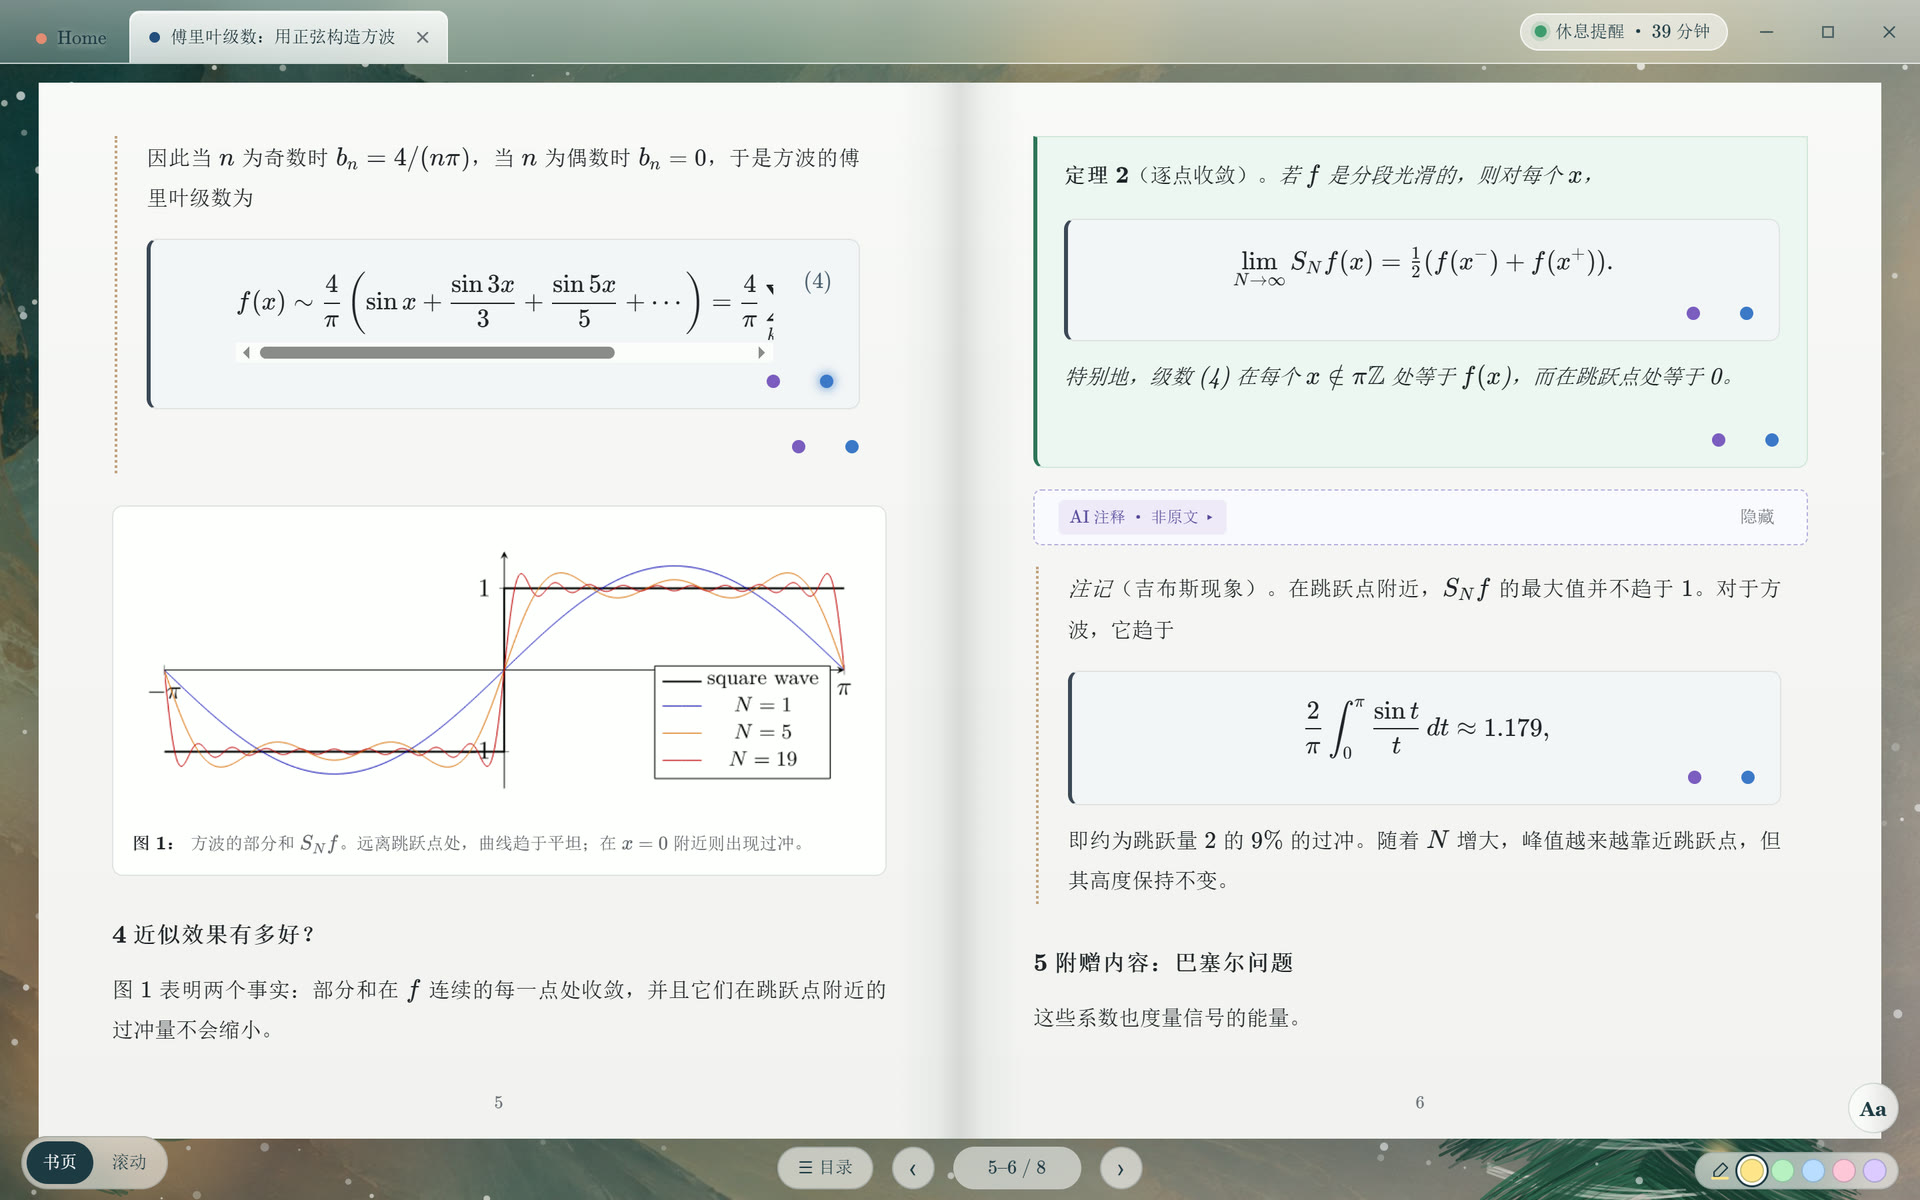 Home
傅里叶级数：用正弦构造方波
休息提醒 • 39 分钟
因此当 n 为奇数时 b_n = 4/(nπ)，当 n 为偶数时 b_n = 0，于是方波的傅
里叶级数为
f(x) ∼ 4/π (sin x + sin 3x/3 + sin 5x/5 + ⋯) = 4/π
(4)
1
−π
π
1
square wave
N = 1
N = 5
N = 19
图 1： 方波的部分和 S_N f。远离跳跃点处，曲线趋于平坦；在 x = 0 附近则出现过冲。
4 近似效果有多好？
图 1 表明两个事实：部分和在 f 连续的每一点处收敛，并且它们在跳跃点附近的
过冲量不会缩小。
5
定理 2（逐点收敛）。若 f 是分段光滑的，则对每个 x，
lim_{N→∞} S_N f(x) = ½(f(x⁻) + f(x⁺)).
特别地，级数 (4) 在每个 x ∉ πℤ 处等于 f(x)，而在跳跃点处等于 0。
AI 注释 • 非原文 ▸
隐藏
注记（吉布斯现象）。在跳跃点附近，S_N f 的最大值并不趋于 1。对于方
波，它趋于
2/π ∫_0^π sin t/t dt ≈ 1.179,
即约为跳跃量 2 的 9% 的过冲。随着 N 增大，峰值越来越靠近跳跃点，但
其高度保持不变。
5 附赠内容：巴塞尔问题
这些系数也度量信号的能量。
6
Aa
书页
滚动
☰ 目录
‹
5–6 / 8
›